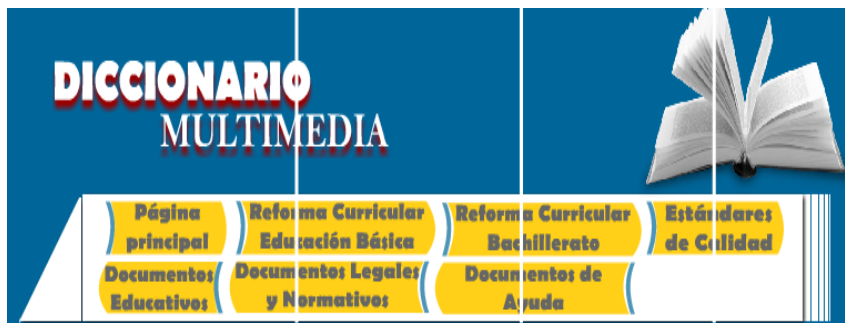 DICCIONARIO
MULTIMEDIA
Página
principal
Reforma Curricular
Educación Básica
Reforma Curricular
Bachillerato
Estándares
de Calidad
Documentos
Educativos
Documentos Legales
y Normativos
Documentos de
Ayuda